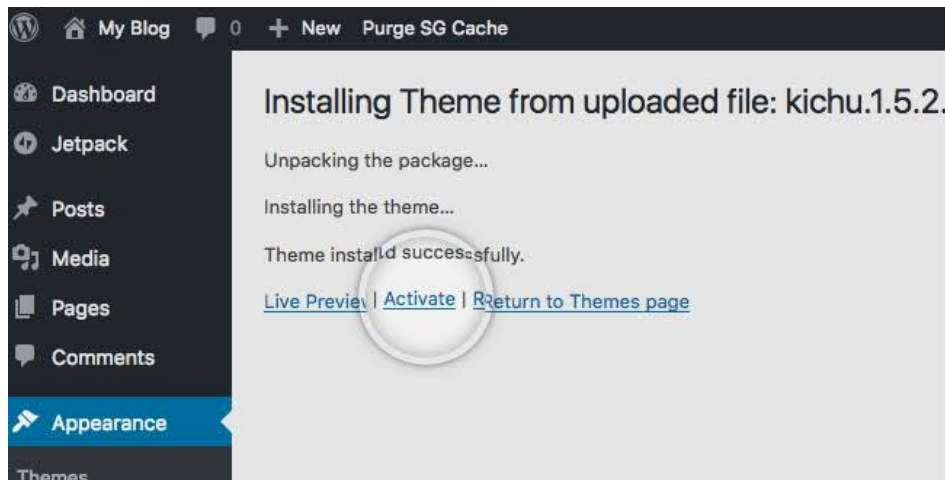 My Blog 0 + New Purge SG Cache
Dashboard
Jetpack
Posts
Media
Pages
Comments
Appearance
Themes
Installing Theme from uploaded file: kichu.1.5.2.
Unpacking the package...
Installing the theme...
Theme installd successfully.
Live Preview | Activate | Return to Themes page